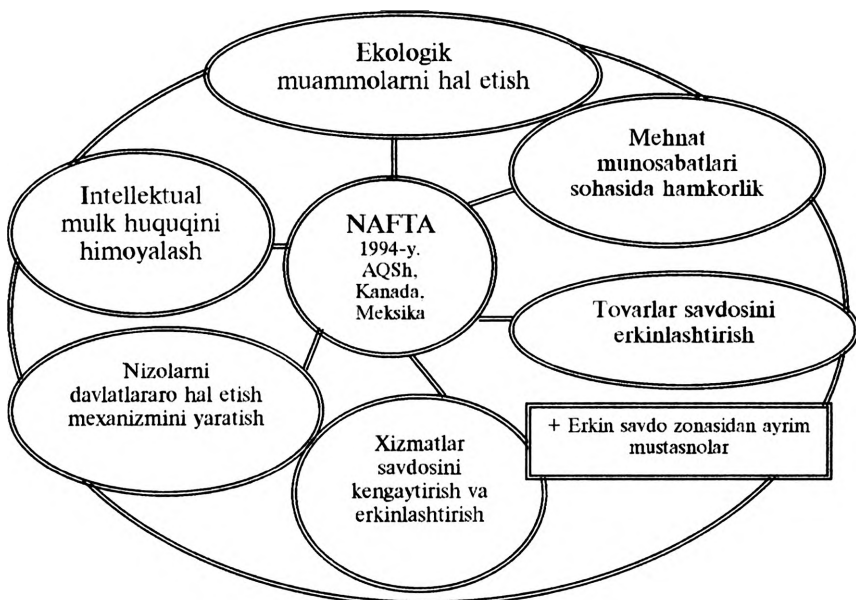 Ekologik
muammolarni hal etish
Mehnat
munosabatlari
sohasida hamkorlik
Intellektual
mulk huquqini
himoyalash
NAFTA
1994-y.
AQSh,
Kanada,
Meksika
Tovarlar savdosini
erkinlashtirish
Nizolarni
davlatlararo hal etish
mexanizmini yaratish
+ Erkin savdo zonasidan ayrim
mustasnolar
Xizmatlar
savdosini
kengaytirish va
erkinlashtirish